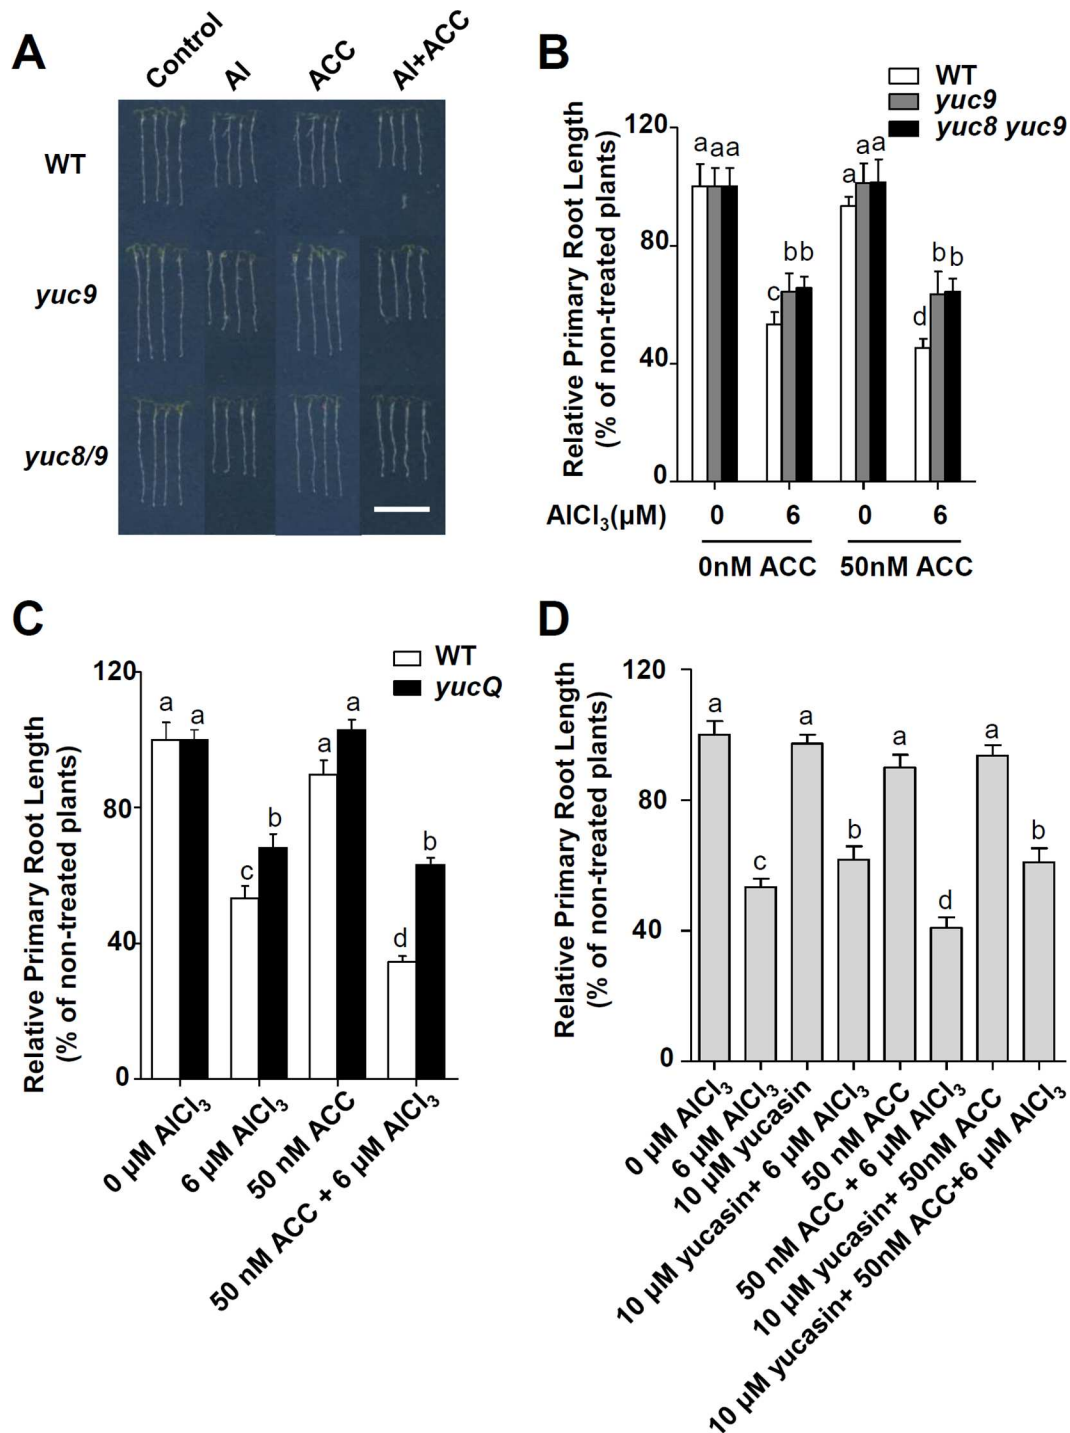 A
Control
Al
ACC
Al+ACC
WT
yuc9
yuc8/9
B
WT
yuc9
yuc8 yuc9
Relative Primary Root Length
(% of non-treated plants)
120
80
40
0
a
a
a
c
b
b
a
a
a
d
b
b
AlCl₃(µM)
0
6
0
6
0nM ACC
50nM ACC
C
WT
yucQ
Relative Primary Root Length
(% of non-treated plants)
120
80
40
0
a
a
c
b
a
a
d
b
0 µM AlCl₃
6 µM AlCl₃
50 nM ACC
50 nM ACC + 6 µM AlCl₃
D
Relative Primary Root Length
(% of non-treated plants)
120
80
40
0
a
c
a
b
a
d
a
b
0 µM AlCl₃
6 µM AlCl₃
10 µM yucasin
10 µM yucasin+ 6 µM AlCl₃
50 nM ACC
50 nM ACC + 6 µM AlCl₃
10 µM yucasin+ 50nM ACC
10 µM yucasin+ 50nM ACC+6 µM AlCl₃